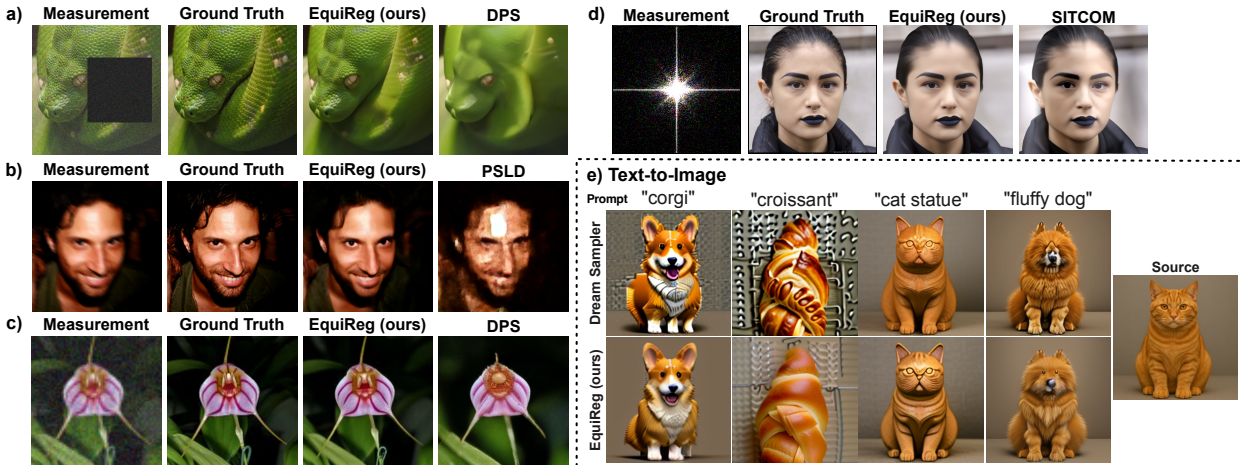 a) Measurement Ground Truth EquiReg (ours) DPS
b) Measurement Ground Truth EquiReg (ours) PSLD
c) Measurement Ground Truth EquiReg (ours) DPS
d) Measurement Ground Truth EquiReg (ours) SITCOM
e) Text-to-Image
Prompt "corgi" "croissant" "cat statue" "fluffy dog"
Dream Sampler
EquiReg (ours)
Source